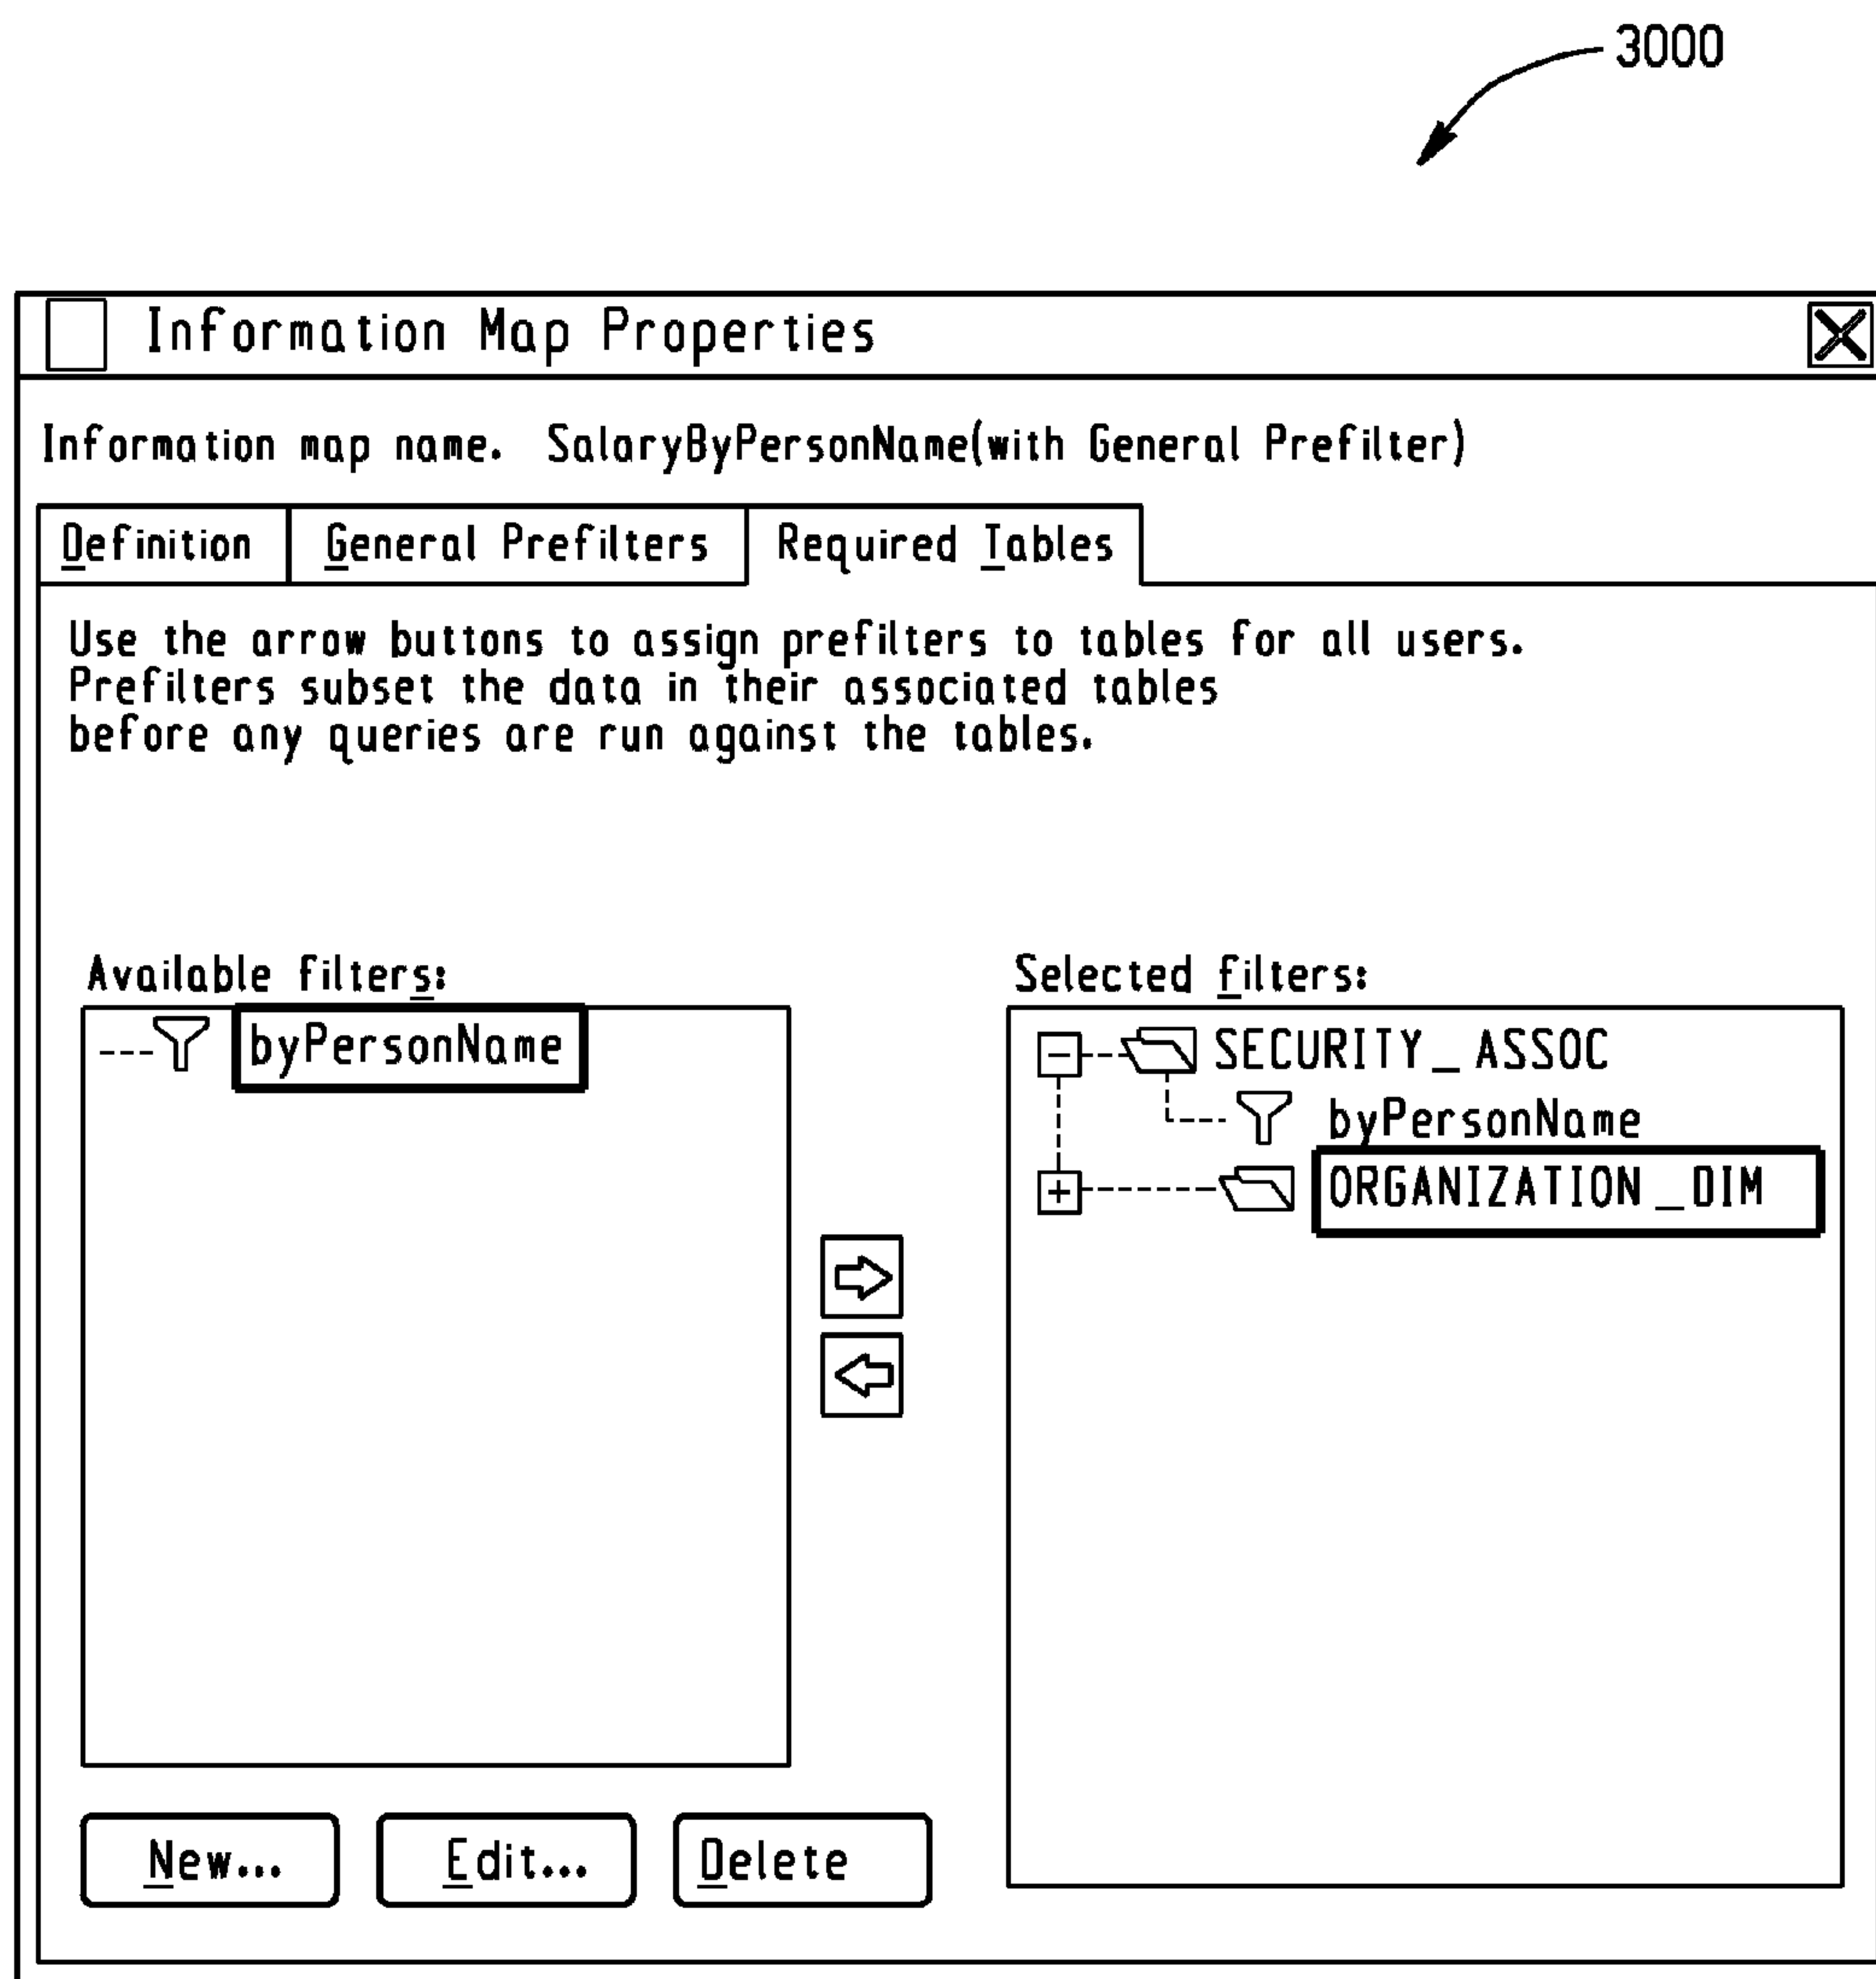 3000
Information Map Properties
Information map name. SalaryByPersonName(with General Prefilter)
Definition General Prefilters Required Tables
Use the arrow buttons to assign prefilters to tables for all users.
Prefilters subset the data in their associated tables
before any queries are run against the tables.
Available filters:
byPersonName
Selected filters:
SECURITY_ASSOC
byPersonName
ORGANIZATION_DIM
New... Edit... Delete